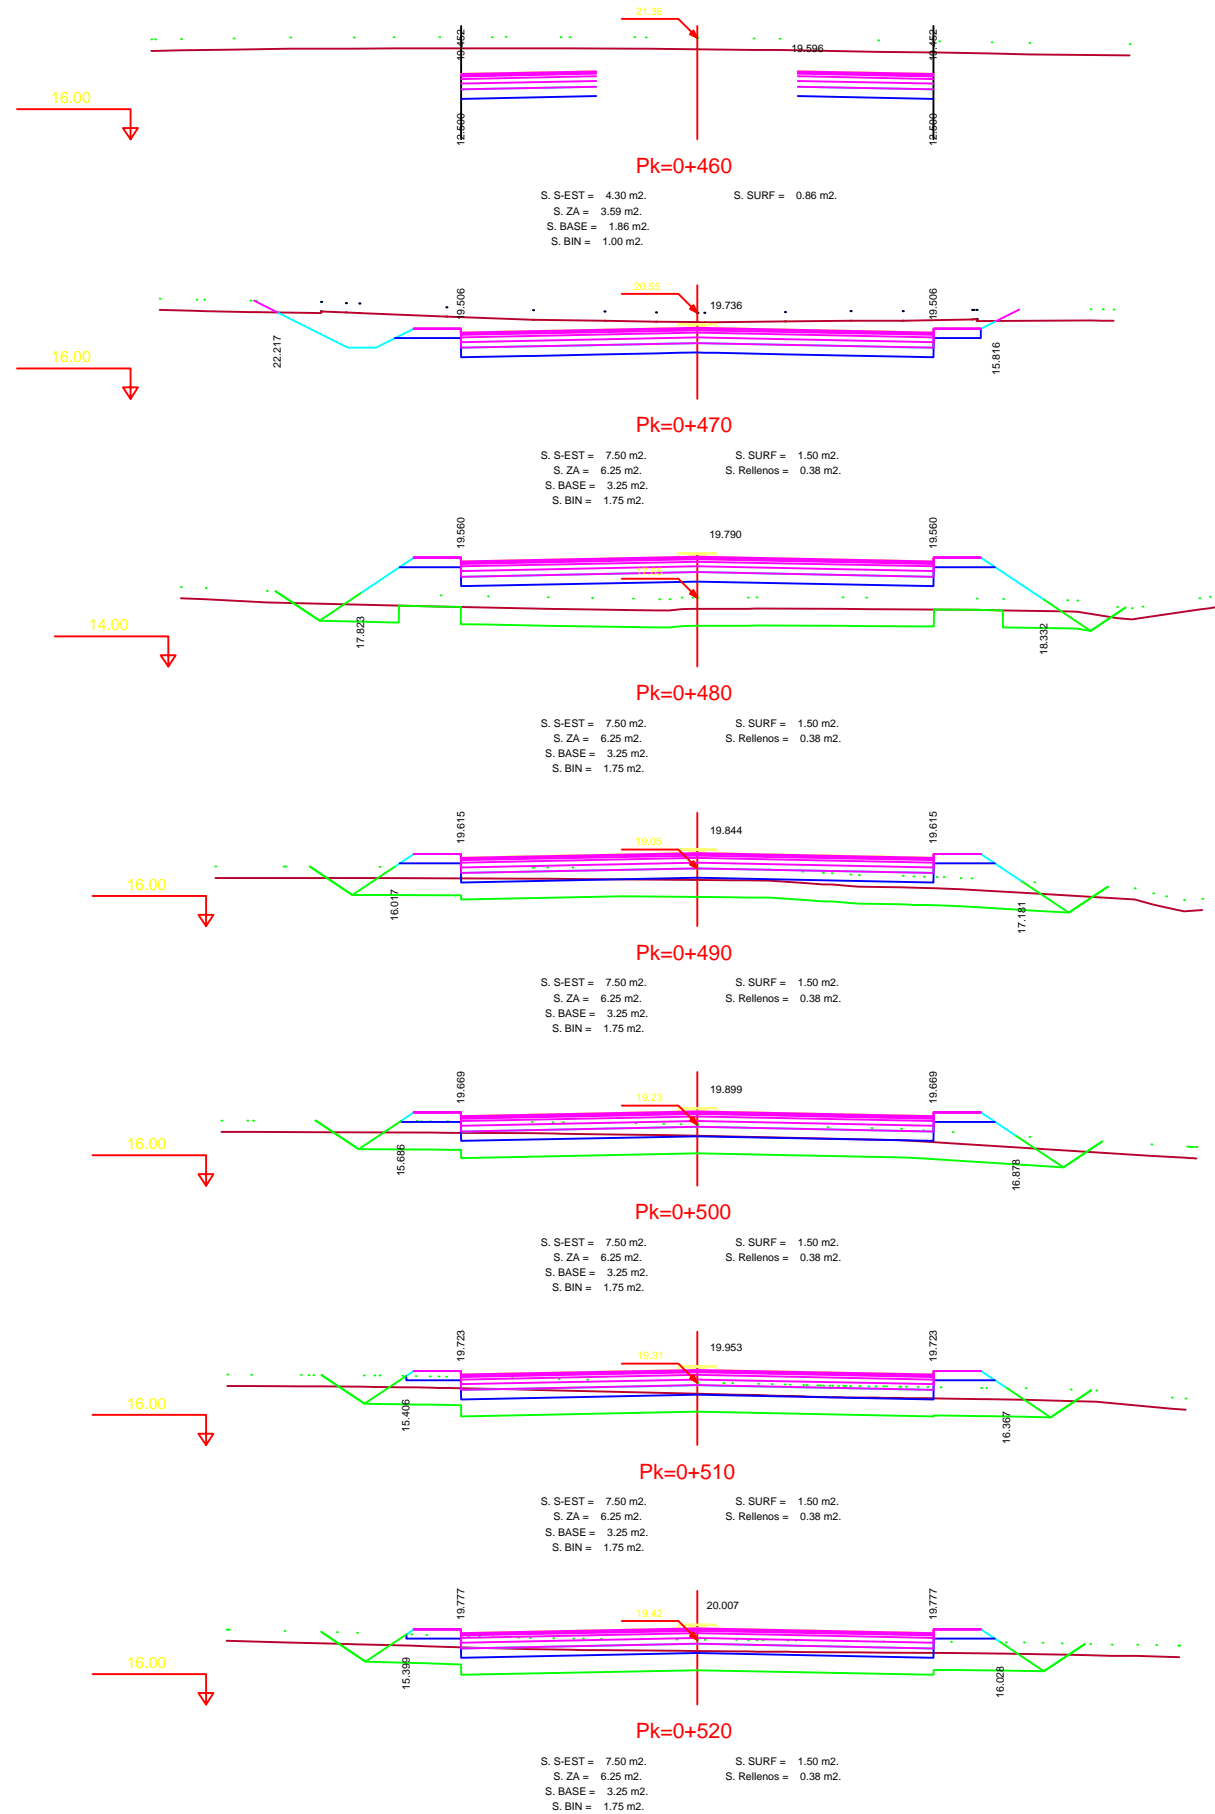 21.36
19.452
19.596
19.452
16.00
12.500
12.500
Pk=0+460
S. S-EST = 4.30 m2. S. SURF = 0.86 m2.
S. ZA = 3.59 m2.
S. BASE = 1.86 m2.
S. BIN = 1.00 m2.
20.55
19.506
19.736
19.506
22.217
15.816
16.00
Pk=0+470
S. S-EST = 7.50 m2. S. SURF = 1.50 m2.
S. ZA = 6.25 m2. S. Rellenos = 0.38 m2.
S. BASE = 3.25 m2.
S. BIN = 1.75 m2.
19.560
19.790
19.560
17.823
18.332
14.00
Pk=0+480
S. S-EST = 7.50 m2. S. SURF = 1.50 m2.
S. ZA = 6.25 m2. S. Rellenos = 0.38 m2.
S. BASE = 3.25 m2.
S. BIN = 1.75 m2.
19.615
19.05
19.844
19.615
16.00
16.017
17.181
Pk=0+490
S. S-EST = 7.50 m2. S. SURF = 1.50 m2.
S. ZA = 6.25 m2. S. Rellenos = 0.38 m2.
S. BASE = 3.25 m2.
S. BIN = 1.75 m2.
19.669
19.23
19.899
19.669
16.00
15.686
16.878
Pk=0+500
S. S-EST = 7.50 m2. S. SURF = 1.50 m2.
S. ZA = 6.25 m2. S. Rellenos = 0.38 m2.
S. BASE = 3.25 m2.
S. BIN = 1.75 m2.
19.723
19.31
19.953
19.723
16.00
15.406
16.367
Pk=0+510
S. S-EST = 7.50 m2. S. SURF = 1.50 m2.
S. ZA = 6.25 m2. S. Rellenos = 0.38 m2.
S. BASE = 3.25 m2.
S. BIN = 1.75 m2.
19.777
19.42
20.007
19.777
16.00
15.399
16.028
Pk=0+520
S. S-EST = 7.50 m2. S. SURF = 1.50 m2.
S. ZA = 6.25 m2. S. Rellenos = 0.38 m2.
S. BASE = 3.25 m2.
S. BIN = 1.75 m2.